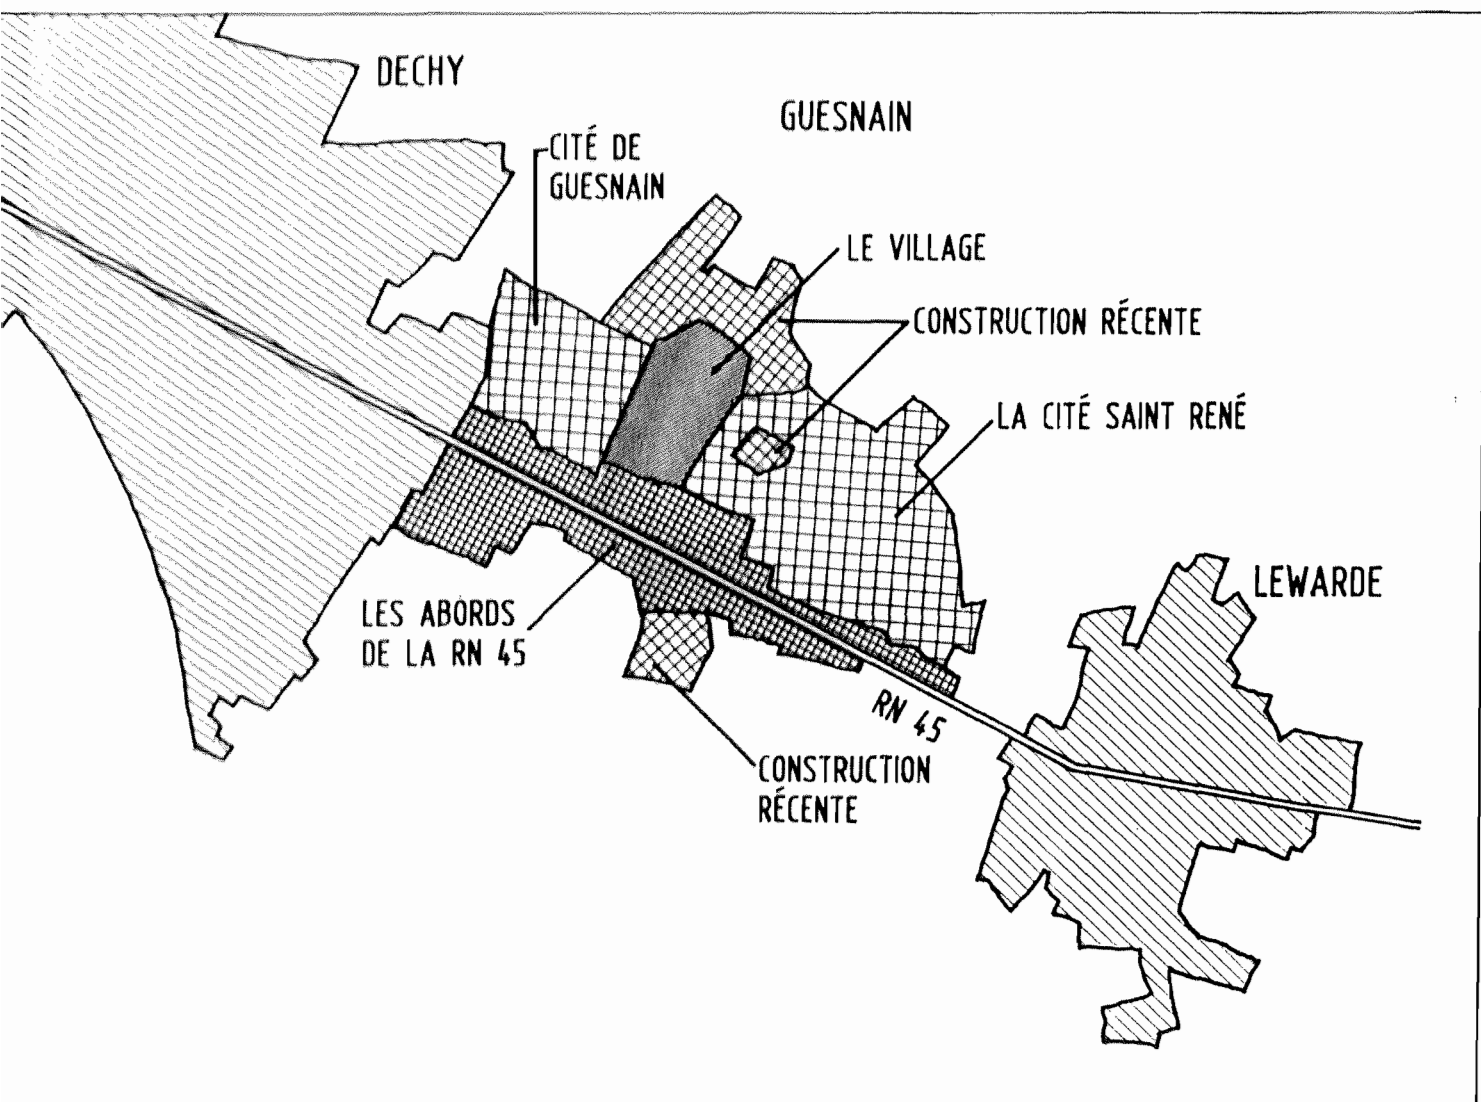 DECHY
GUESNAIN
CITÉ DE
GUESNAIN
LE VILLAGE
CONSTRUCTION RÉCENTE
LA CITÉ SAINT RENÉ
LEWARDE
LES ABORDS
DE LA RN 45
RN 45
CONSTRUCTION
RÉCENTE